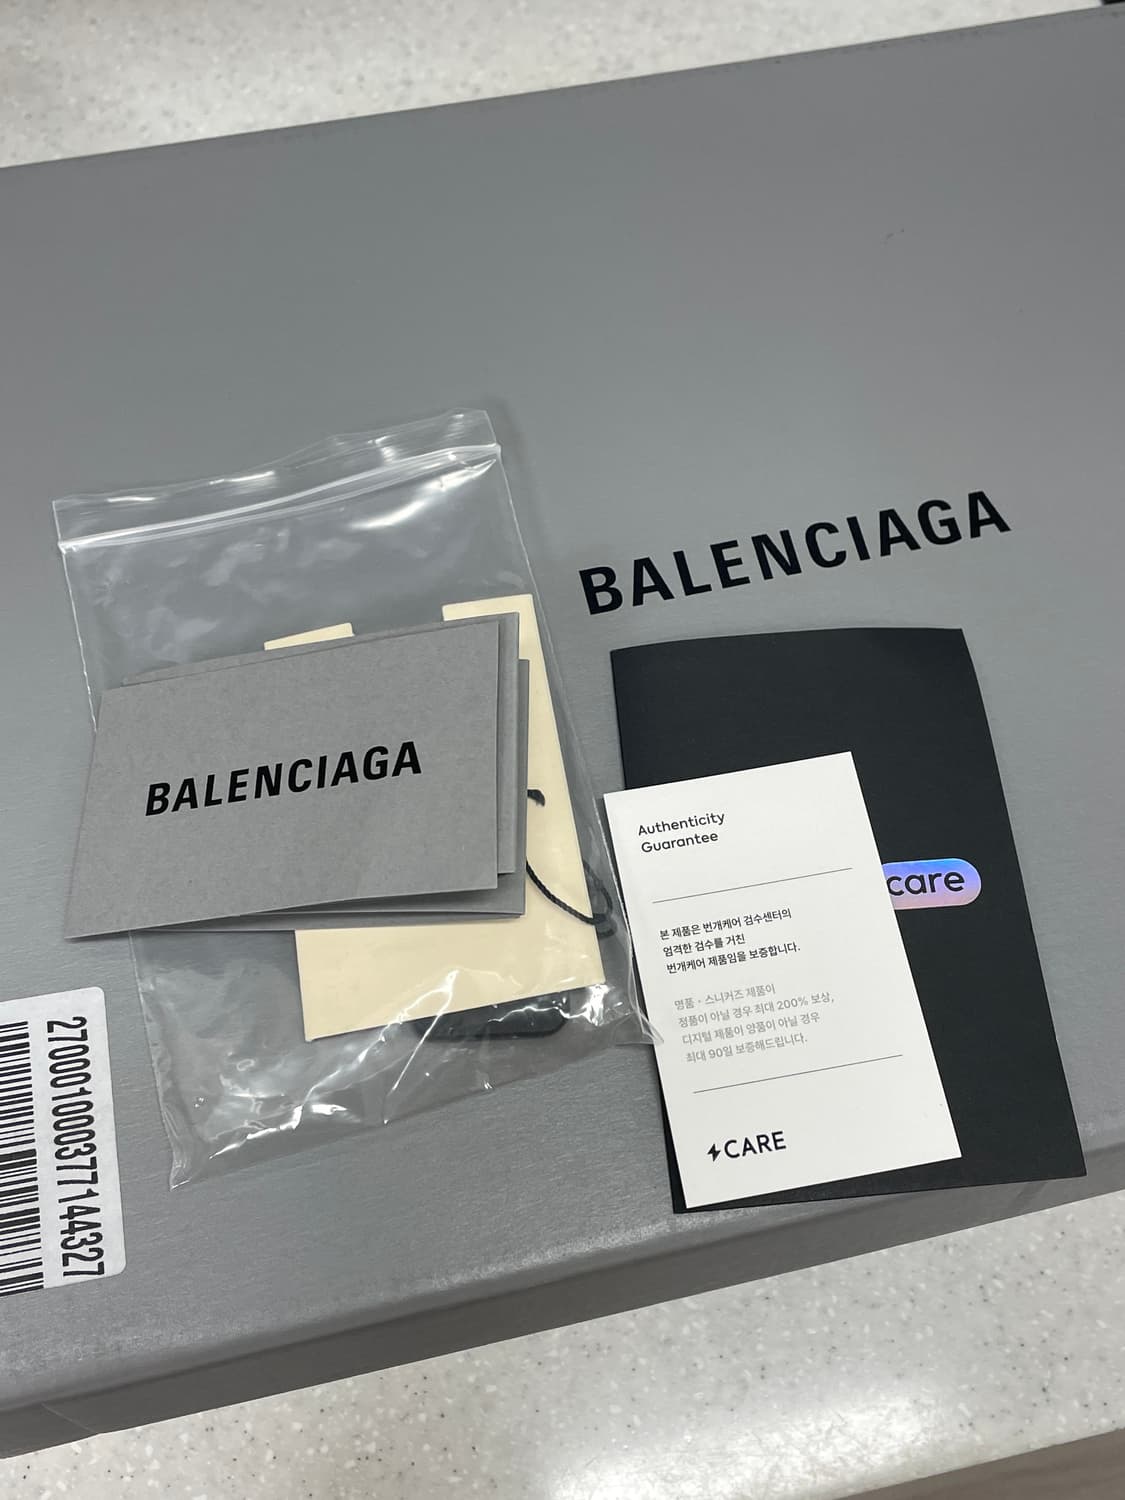 BALENCIAGA
BALENCIAGA
care
Authenticity
Guarantee
본 제품은 번개케어 검수센터의
엄격한 검수를 거친
번개케어 제품임을 보증합니다.
명품・스니커즈 제품이
정품이 아닐 경우 최대 200% 보상,
디지털 제품이 양품이 아닐 경우
최대 90일 보증해드립니다.
CARE
270001000377144327